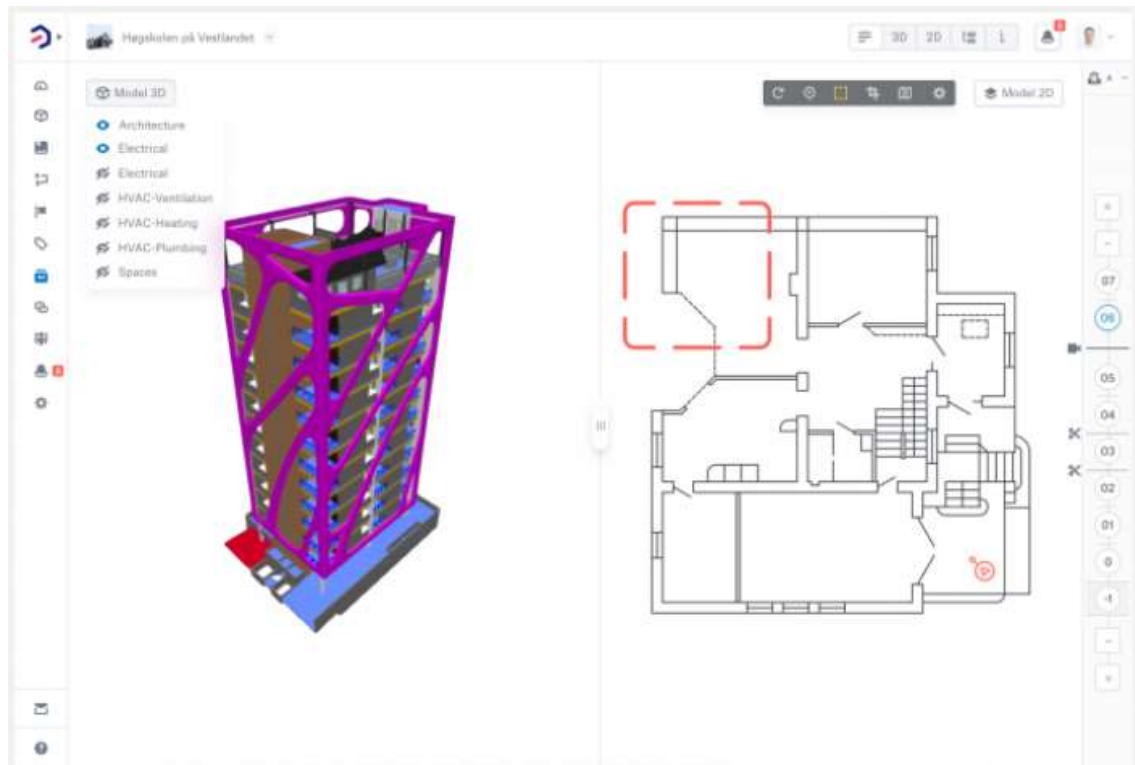 Høgskolen på Vestlandet
3D 2D
Model 3D
Model 2D
Architecture
Electrical
Electrical
HVAC-Ventilation
HVAC-Heating
HVAC-Plumbing
Spaces
07
06
05
04
03
02
01
0
-1